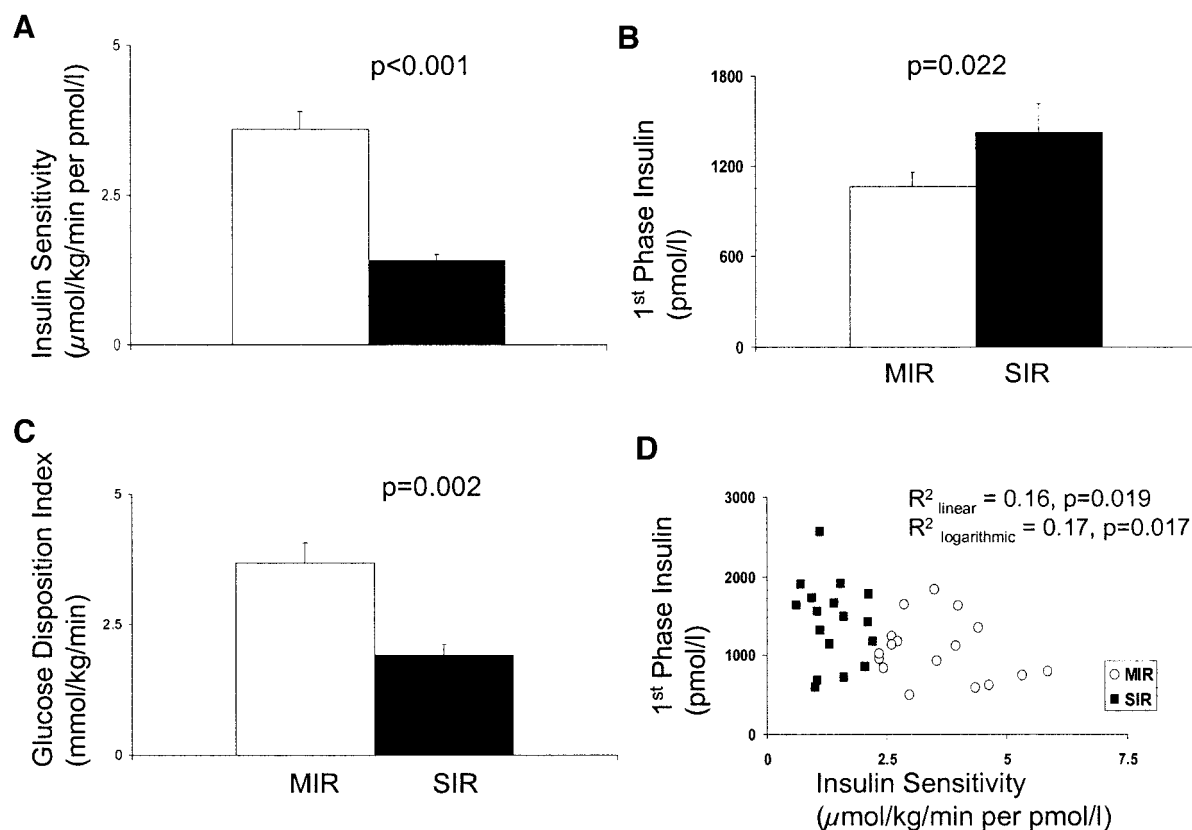 A
Insulin Sensitivity
(µmol/kg/min per pmol/l)
5
2.5
0
p<0.001
B
1st Phase Insulin
(pmol/l)
1800
1200
600
0
p=0.022
MIR SIR
C
Glucose Disposition Index
(mmol/kg/min)
5
2.5
0
p=0.002
MIR SIR
D
1st Phase Insulin
(pmol/l)
3000
2000
1000
0
R2 linear = 0.16, p=0.019
R2 logarithmic = 0.17, p=0.017
MIR
SIR
0 2.5 5 7.5
Insulin Sensitivity
(µmol/kg/min per pmol/l)